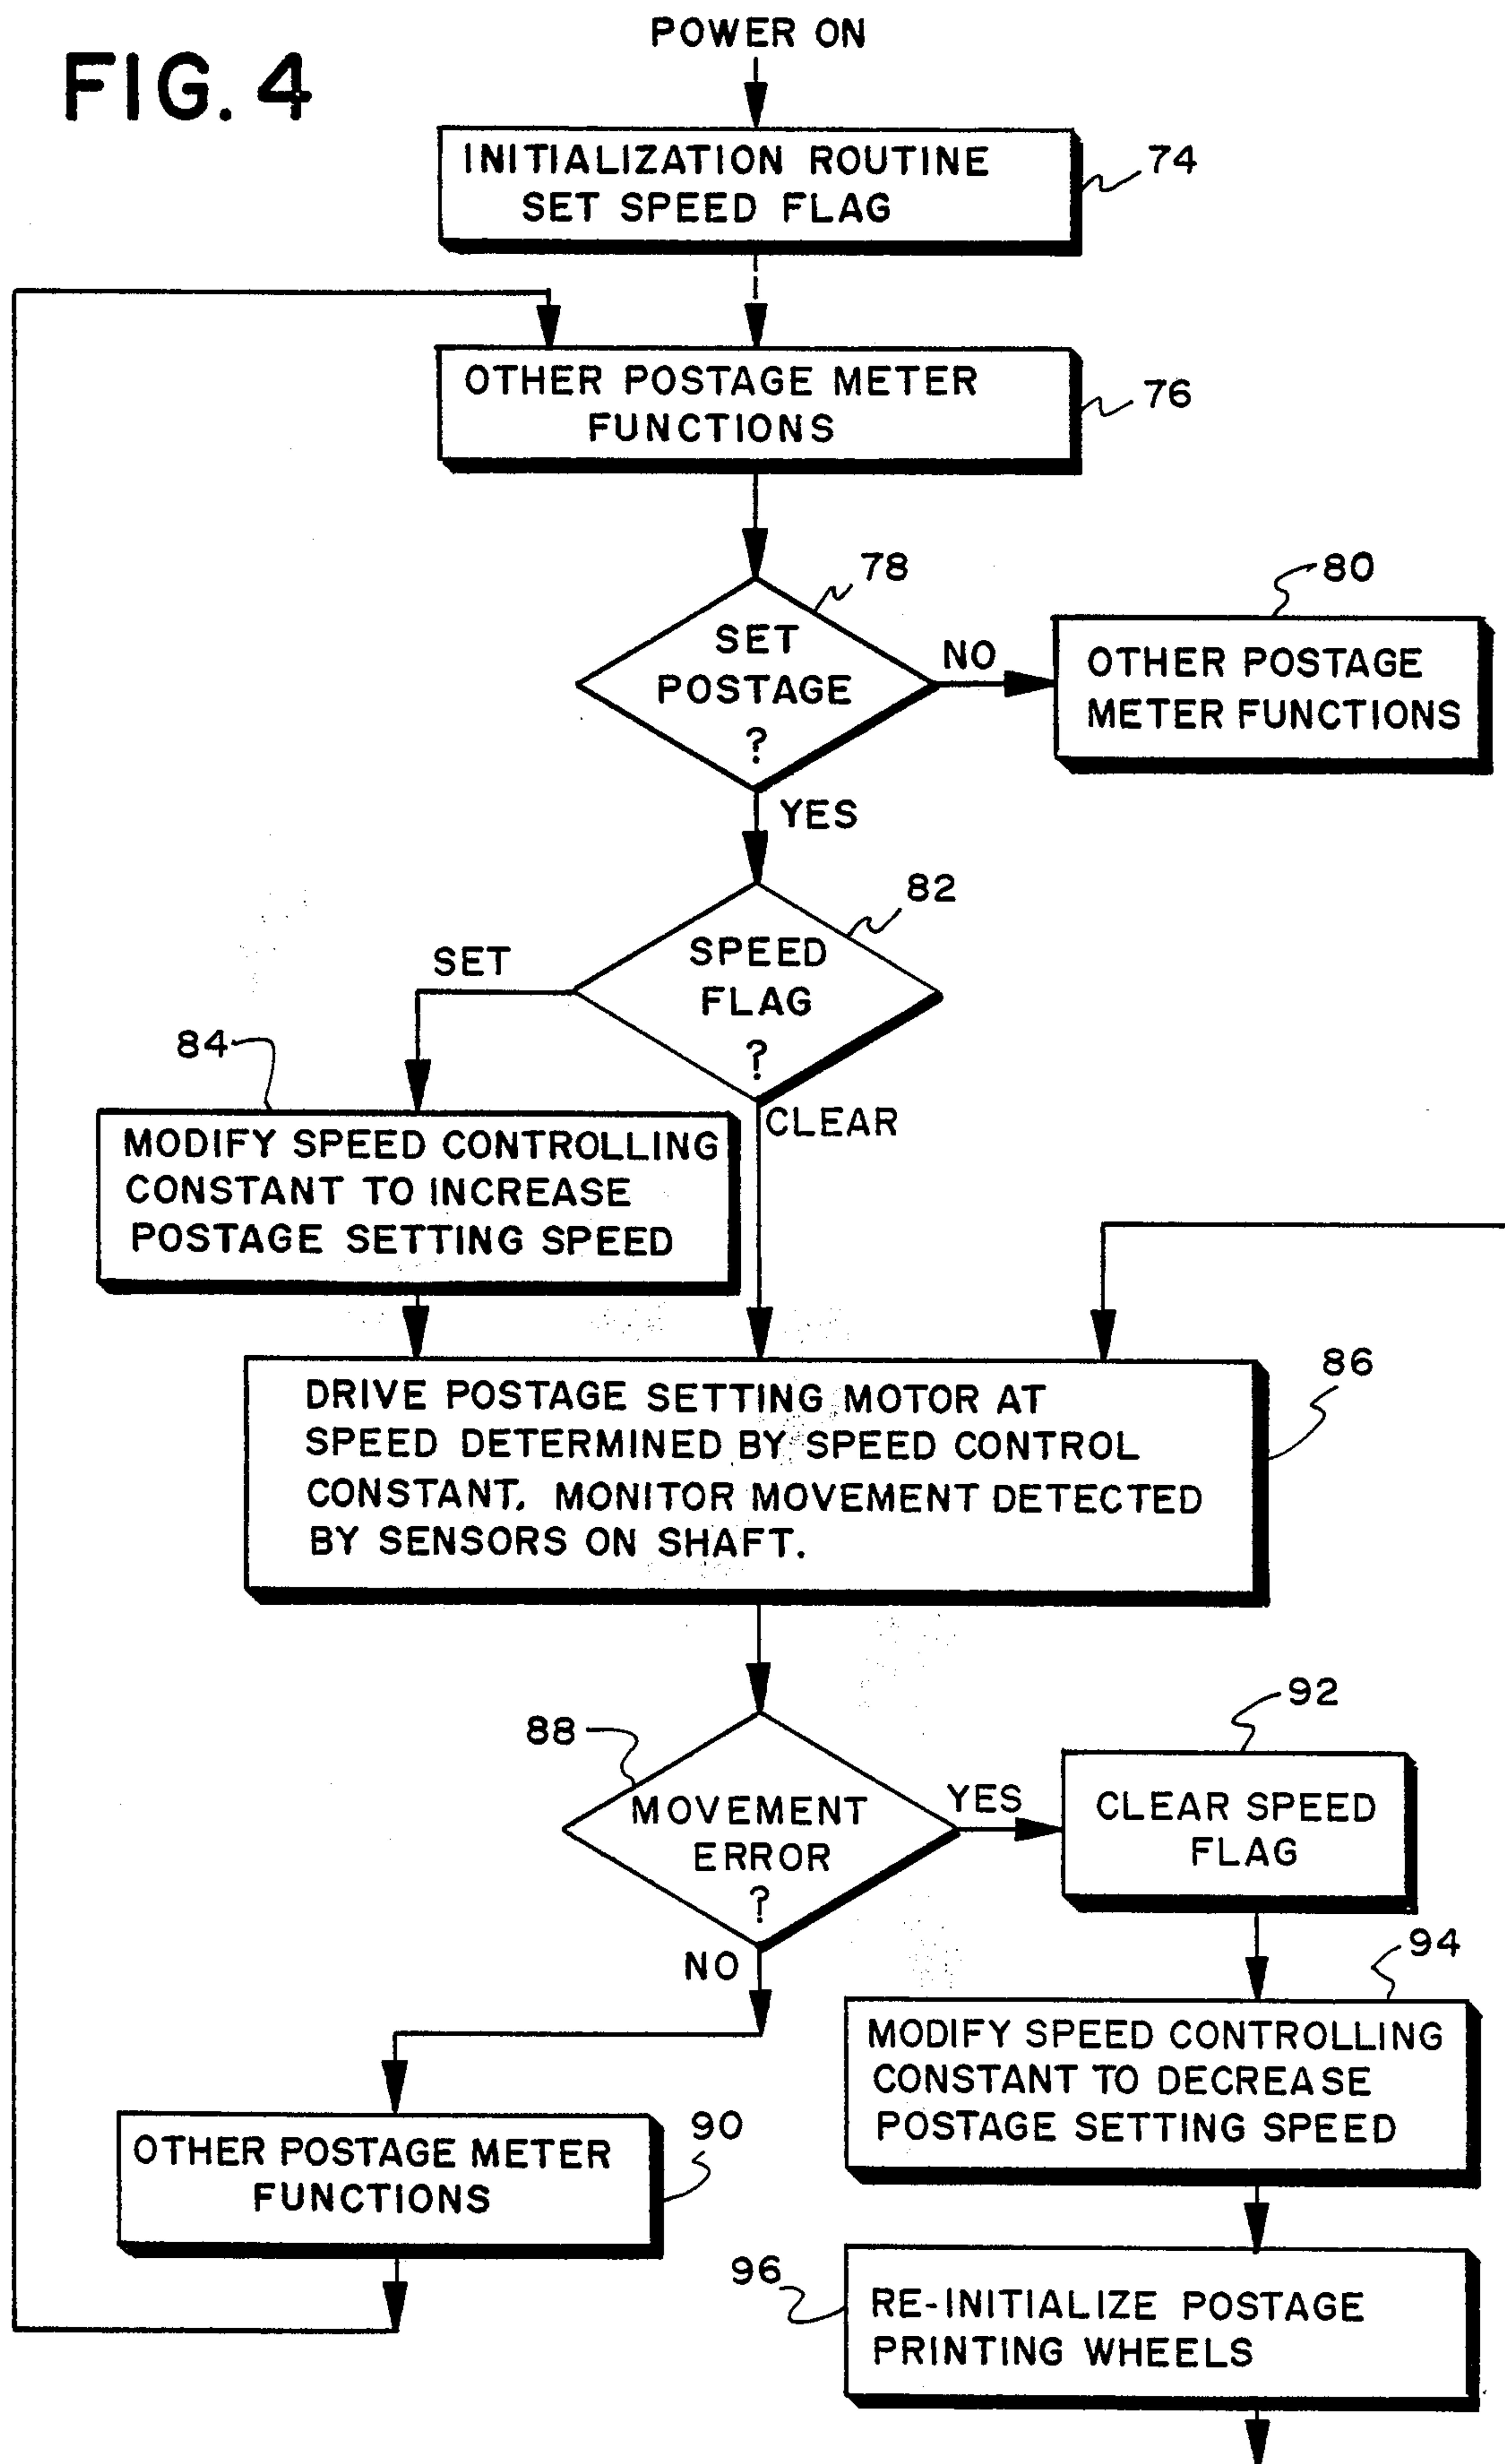 FIG. 4
POWER ON
INITIALIZATION ROUTINE
SET SPEED FLAG
74
OTHER POSTAGE METER
FUNCTIONS
76
78
SET
POSTAGE
?
NO
80
OTHER POSTAGE
METER FUNCTIONS
YES
82
SPEED
FLAG
?
SET
84
CLEAR
MODIFY SPEED CONTROLLING
CONSTANT TO INCREASE
POSTAGE SETTING SPEED
86
DRIVE POSTAGE SETTING MOTOR AT
SPEED DETERMINED BY SPEED CONTROL
CONSTANT. MONITOR MOVEMENT DETECTED
BY SENSORS ON SHAFT.
88
MOVEMENT
ERROR
?
YES
92
CLEAR SPEED
FLAG
NO
94
MODIFY SPEED CONTROLLING
CONSTANT TO DECREASE
POSTAGE SETTING SPEED
90
OTHER POSTAGE METER
FUNCTIONS
96
RE-INITIALIZE POSTAGE
PRINTING WHEELS